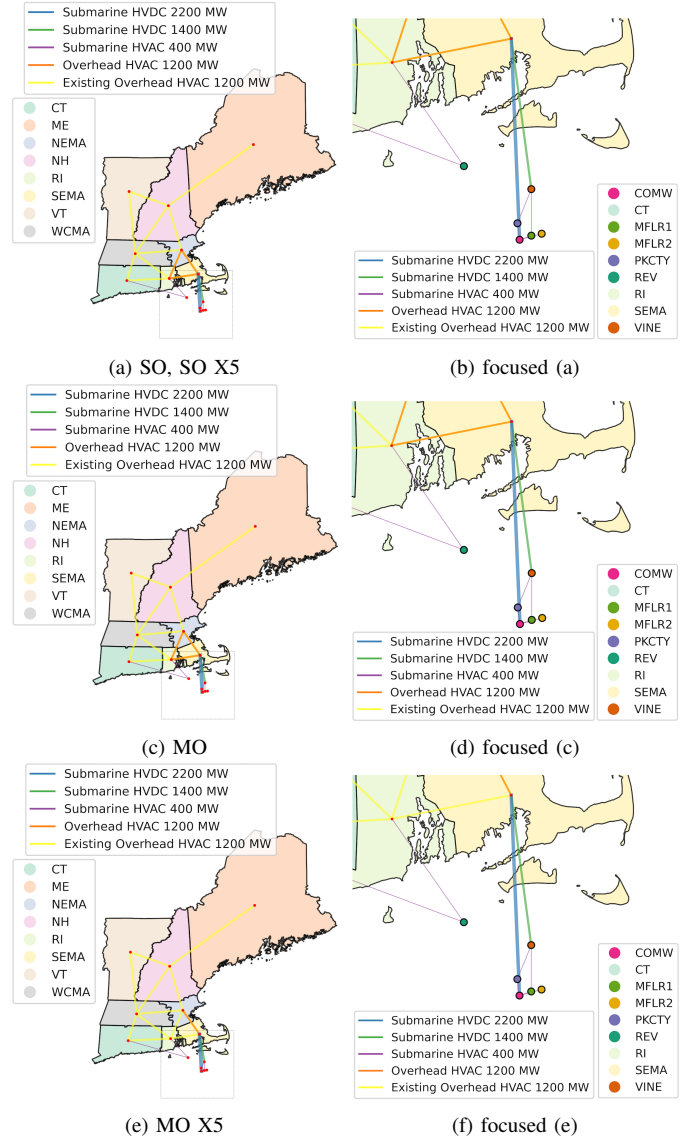 Submarine HVDC 2200 MW
Submarine HVDC 1400 MW
Submarine HVAC 400 MW
Overhead HVAC 1200 MW
Existing Overhead HVAC 1200 MW
CT
ME
NEMA
NH
RI
SEMA
VT
WCMA
(a) SO, SO X5
COMW
CT
MFLR1
MFLR2
PKCTY
REV
RI
SEMA
VINE
Submarine HVDC 2200 MW
Submarine HVDC 1400 MW
Submarine HVAC 400 MW
Overhead HVAC 1200 MW
Existing Overhead HVAC 1200 MW
(b) focused (a)
Submarine HVDC 2200 MW
Submarine HVDC 1400 MW
Submarine HVAC 400 MW
Overhead HVAC 1200 MW
Existing Overhead HVAC 1200 MW
CT
ME
NEMA
NH
RI
SEMA
VT
WCMA
(c) MO
COMW
CT
MFLR1
MFLR2
PKCTY
REV
RI
SEMA
VINE
Submarine HVDC 2200 MW
Submarine HVDC 1400 MW
Submarine HVAC 400 MW
Overhead HVAC 1200 MW
Existing Overhead HVAC 1200 MW
(d) focused (c)
Submarine HVDC 2200 MW
Submarine HVDC 1400 MW
Submarine HVAC 400 MW
Overhead HVAC 1200 MW
Existing Overhead HVAC 1200 MW
CT
ME
NEMA
NH
RI
SEMA
VT
WCMA
(e) MO X5
COMW
CT
MFLR1
MFLR2
PKCTY
REV
RI
SEMA
VINE
Submarine HVDC 2200 MW
Submarine HVDC 1400 MW
Submarine HVAC 400 MW
Overhead HVAC 1200 MW
Existing Overhead HVAC 1200 MW
(f) focused (e)